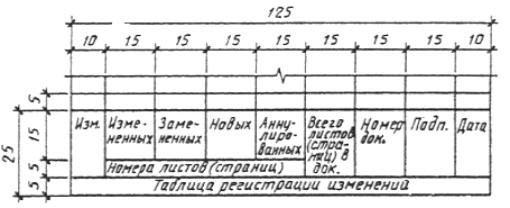 125
10 15 15 15 15 15 15 15 10
5
15
25
5
5
Изм.
Изме-
ненных
Заме-
ненных
Новых
Анну-
лиро-
ванных
Всего
листов
(стра-
ниц) в
док.
Номер
док.
Подп.
Дата
Номера листов (страниц)
Таблица регистрации изменений